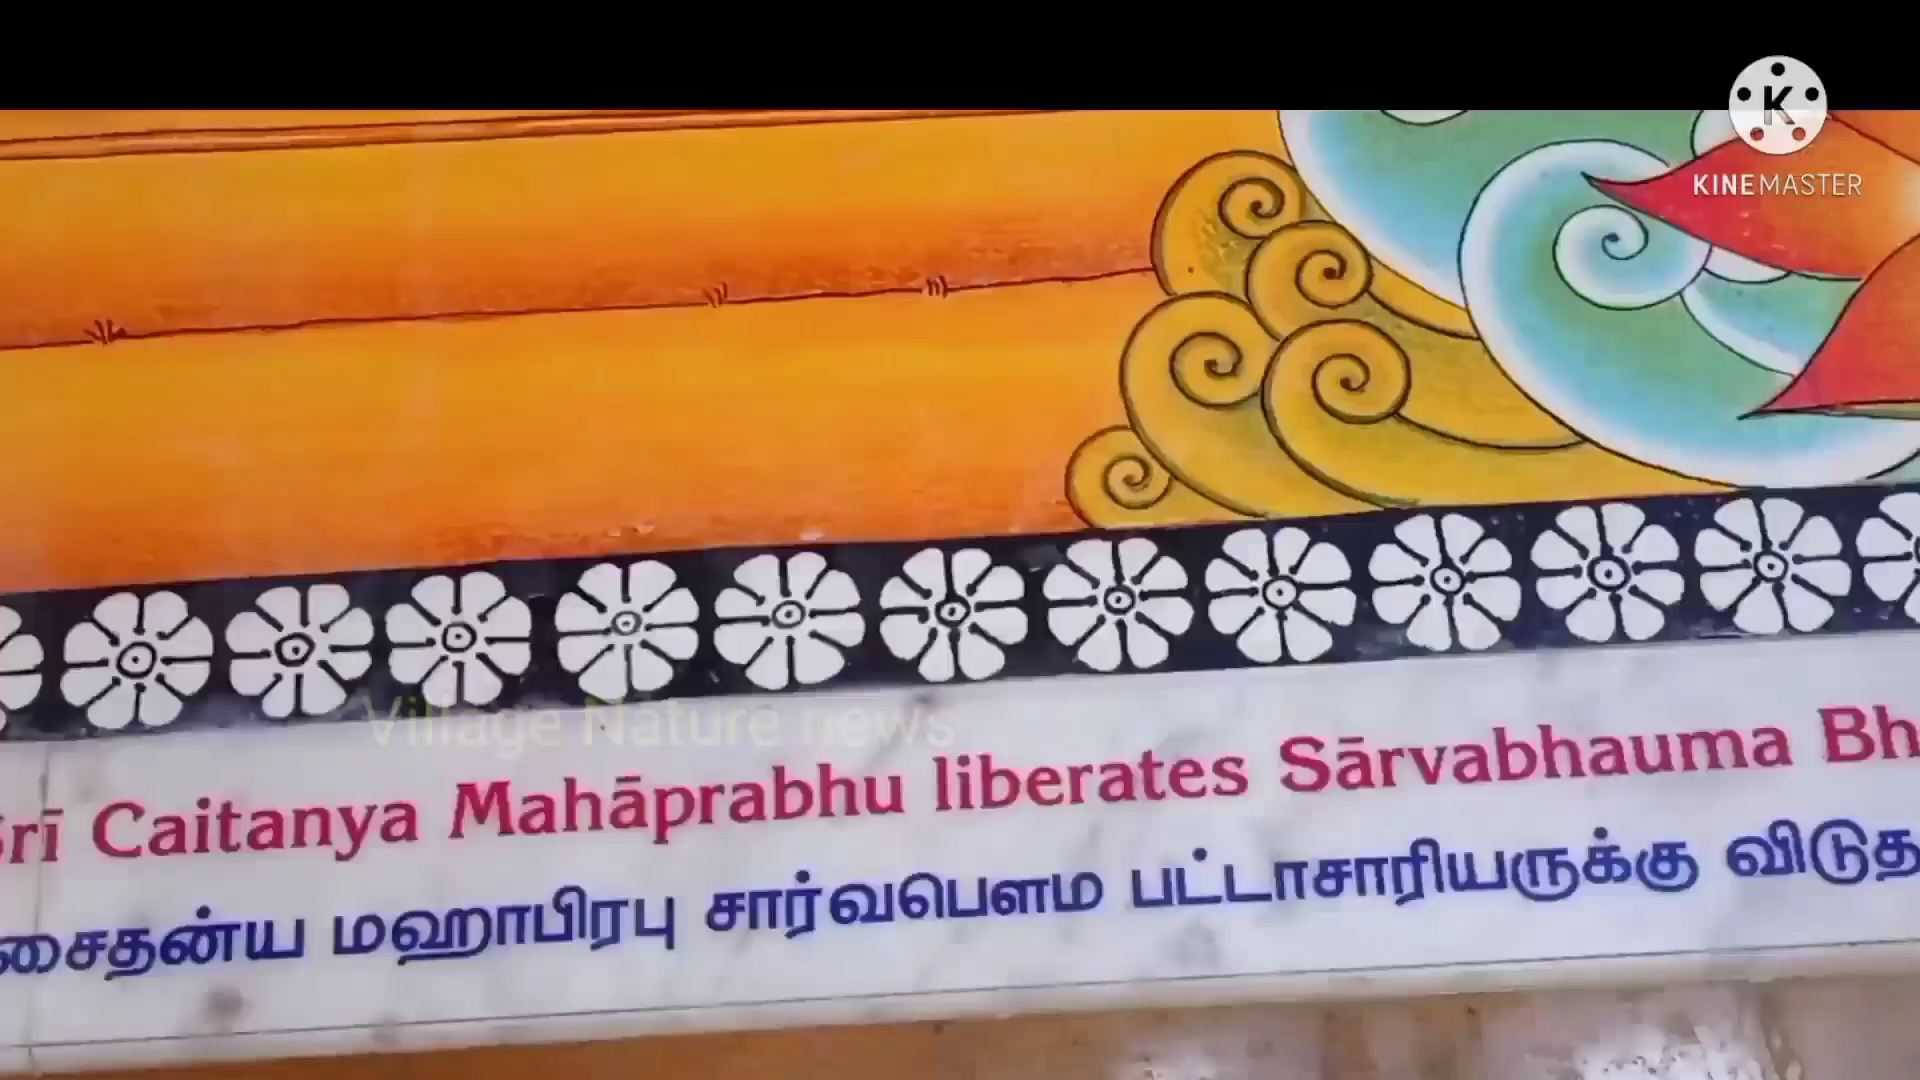 K
KINEMASTER
Village Nature news
Caitanya Mahāprabhu liberates Sārvabhauma
சைதன்ய மஹாபிரபு சார்வபௌம பட்டாசாரியருக்கு